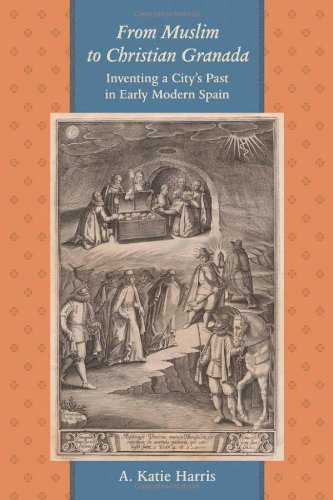 From Muslim
to Christian Granada
Inventing a City's Past
in Early Modern Spain
A. Katie Harris